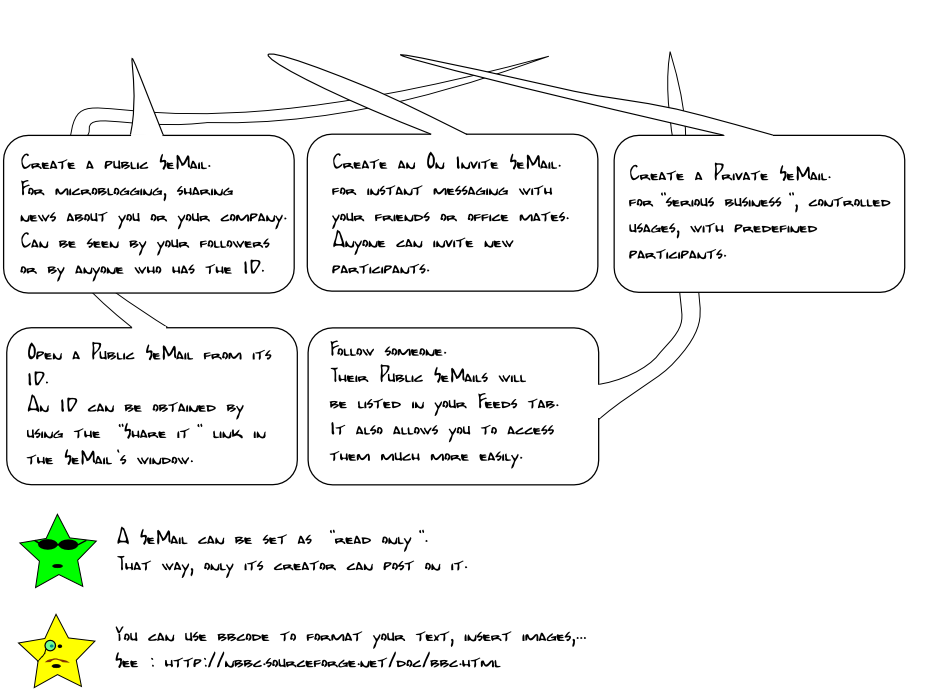 Create a public SeMail.
For microblogging, sharing
news about you or your company.
Can be seen by your followers
or by anyone who has the ID.
Create an On Invite SeMail.
for instant messaging with
your friends or office mates.
Anyone can invite new
participants.
Create a Private SeMail.
for "serious business ", controlled
usages, with predefined
participants.
Open a Public SeMail from its
ID.
An ID can be obtained by
using the "Share it " link in
the SeMail's window.
Follow someone.
Their Public SeMails will
be listed in your Feeds tab.
It also allows you to access
them much more easily.
A SeMail can be set as "read only ".
That way, only its creator can post on it.
You can use bbcode to format your text, insert images,...
See : http://nbbc.sourceforge.net/doc/bbc.html